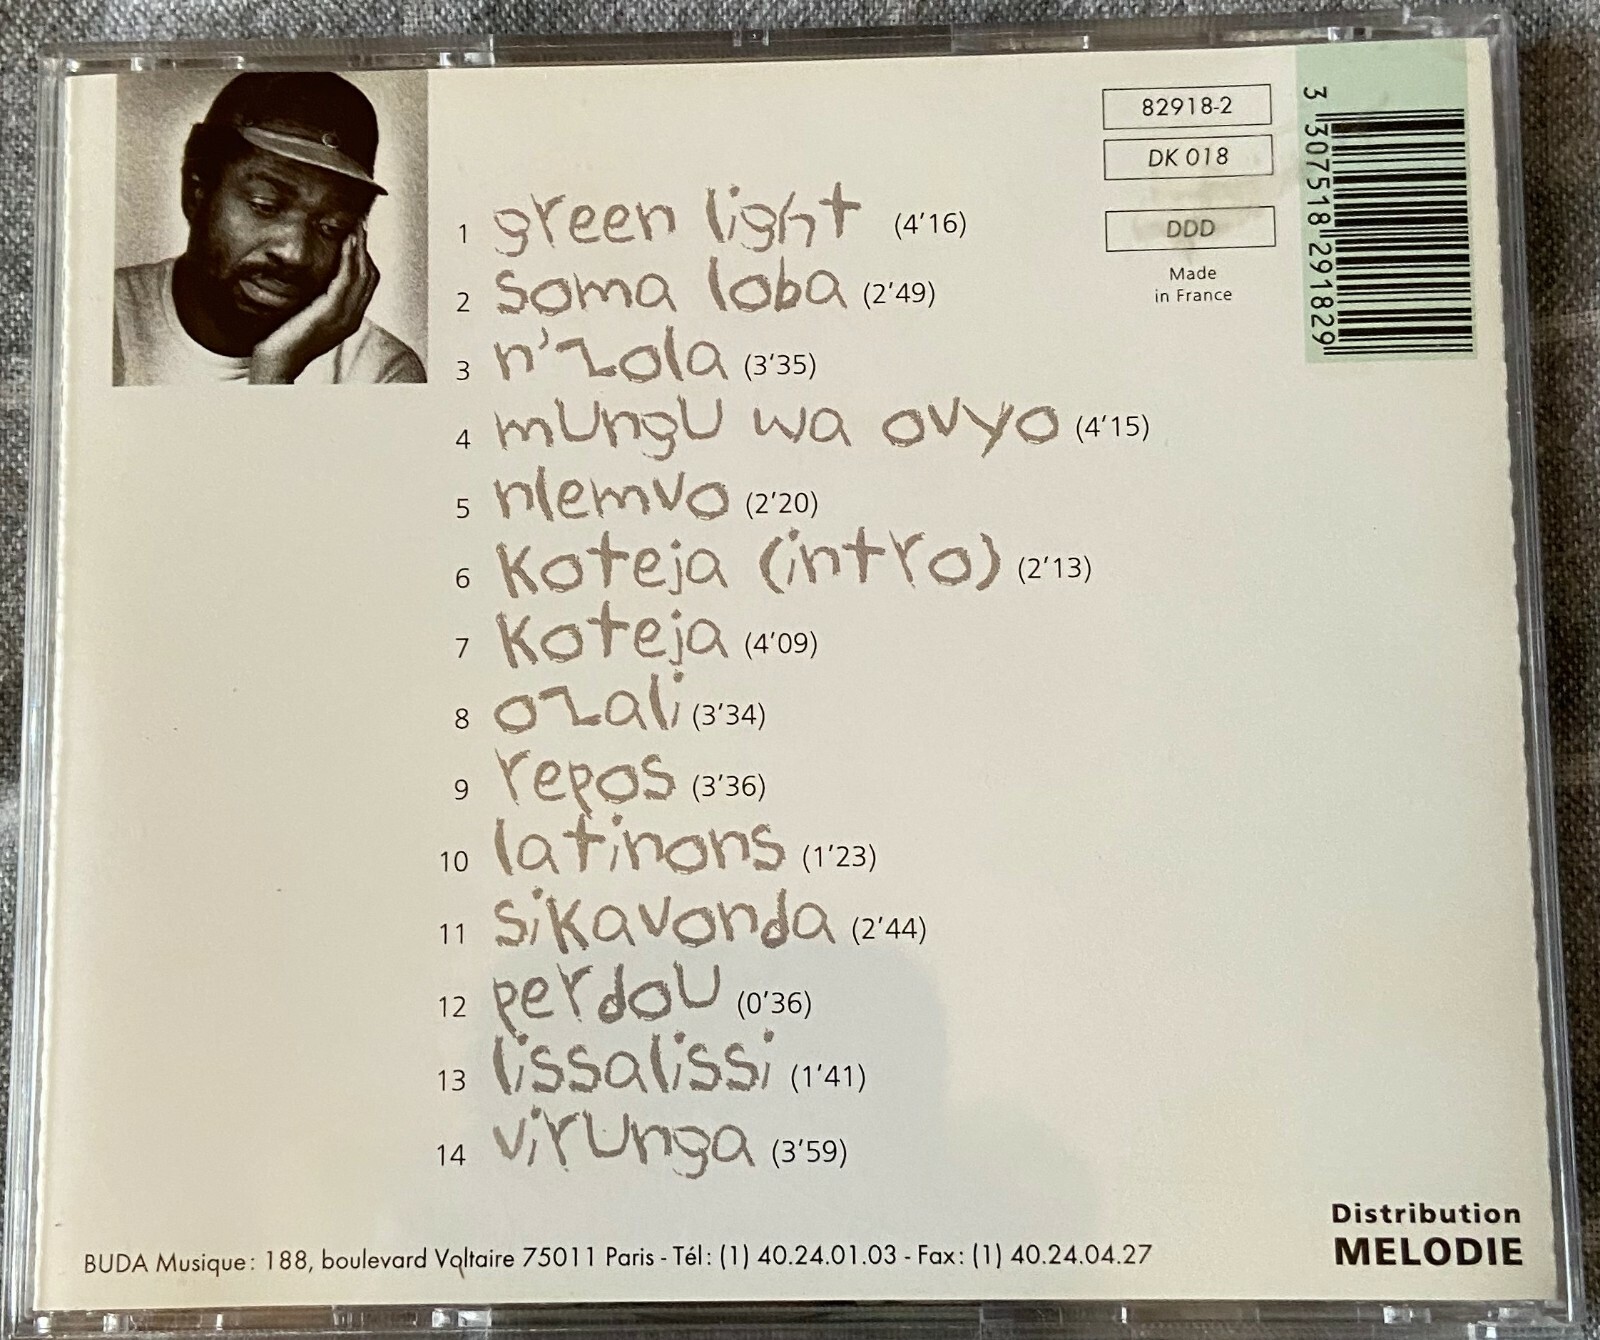 82918-2
DK 018
DDD
Made
in France
3 307518 291829
1 green light (4'16)
2 soma loba (2'49)
3 n'zola (3'35)
4 mungu wa ovyo (4'15)
5 nlemvo (2'20)
6 koteja (intro) (2'13)
7 koteja (4'09)
8 ozali (3'34)
9 repos (3'36)
10 latinons (1'23)
11 sikavonda (2'44)
12 perdou (0'36)
13 lissalissi (1'41)
14 virunga (3'59)
Distribution
MELODIE
BUDA Musique: 188, boulevard Voltaire 75011 Paris - Tél: (1) 40.24.01.03 - Fax: (1) 40.24.04.27